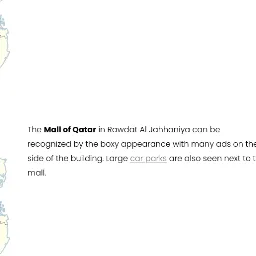 The Mall of Qatar in Rawdat Al Jahhaniya can be
recognized by the boxy appearance with many ads on the
side of the building. Large car parks are also seen next to t
mall.